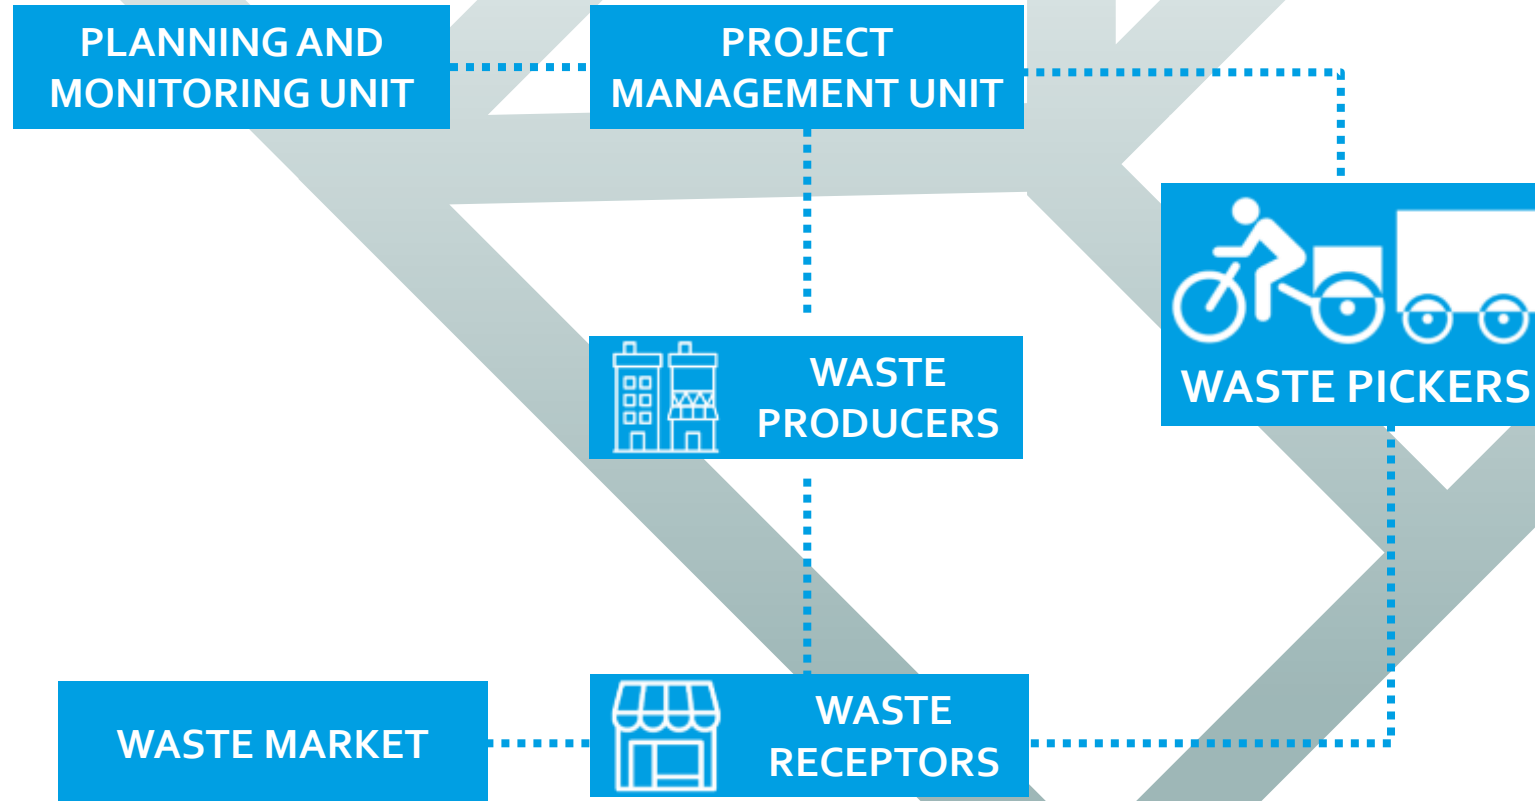 PLANNING AND
MONITORING UNIT
PROJECT
MANAGEMENT UNIT
WASTE PICKERS
WASTE
PRODUCERS
WASTE MARKET
WASTE
RECEPTORS